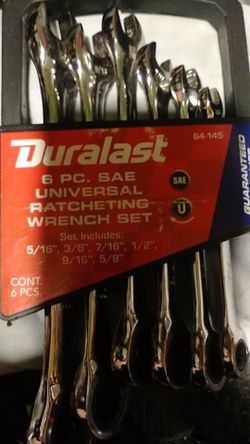 64-145
Duralast
6 PC. SAE
UNIVERSAL
RATCHETING
WRENCH SET
SAE
U
Set Includes:
5/16", 3/8", 7/16", 1/2",
9/16", 5/8"
CONT.
6 PCS.
GUARANTEED